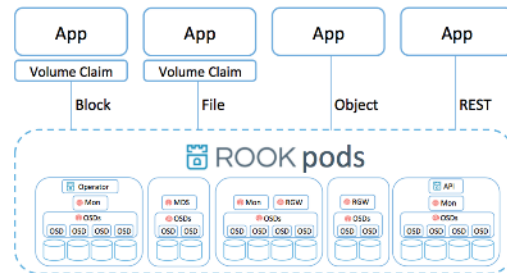 App App App App
Volume Claim Volume Claim
Block File Object REST
ROOK pods
Operator MDS Mon RGW RGW API
Mon OSDs OSDs OSDs Mon
OSDs OSD OSD OSD OSD OSD OSD OSD OSD OSDs
OSD OSD OSD OSD OSD OSD OSD OSD